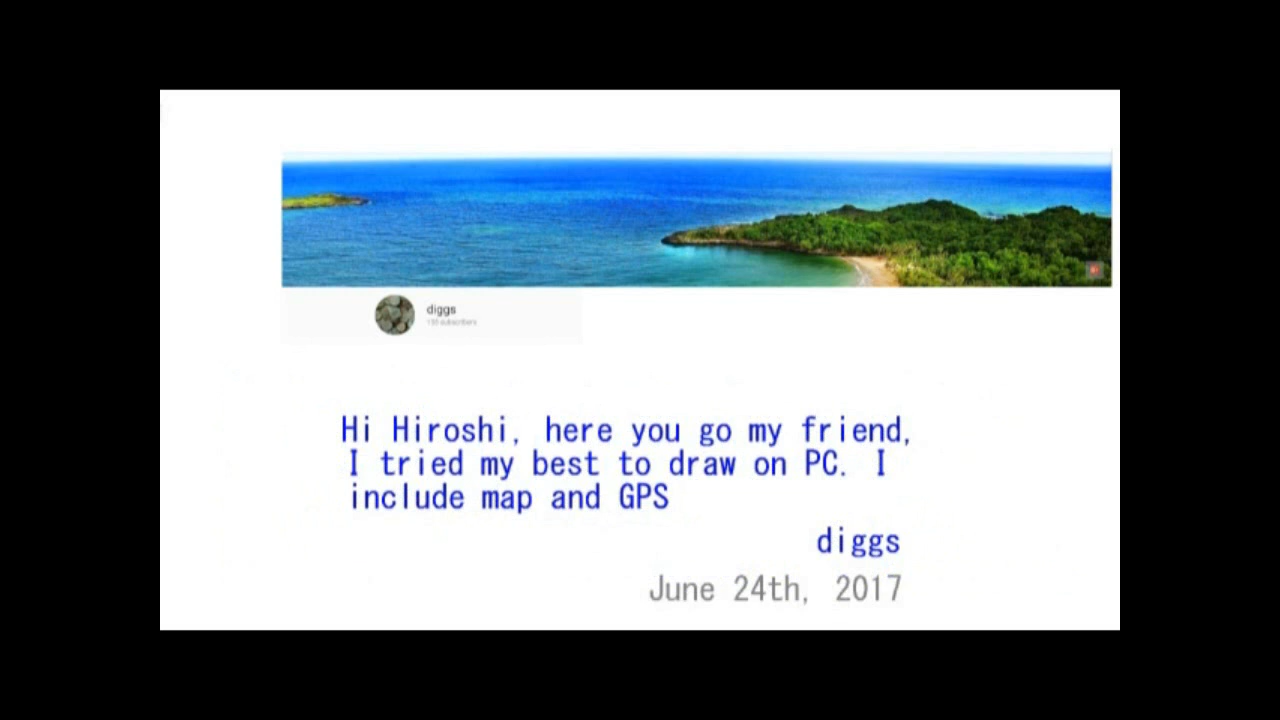 diggs
Hi Hiroshi, here you go my friend,
I tried my best to draw on PC. I
include map and GPS
diggs
June 24th, 2017